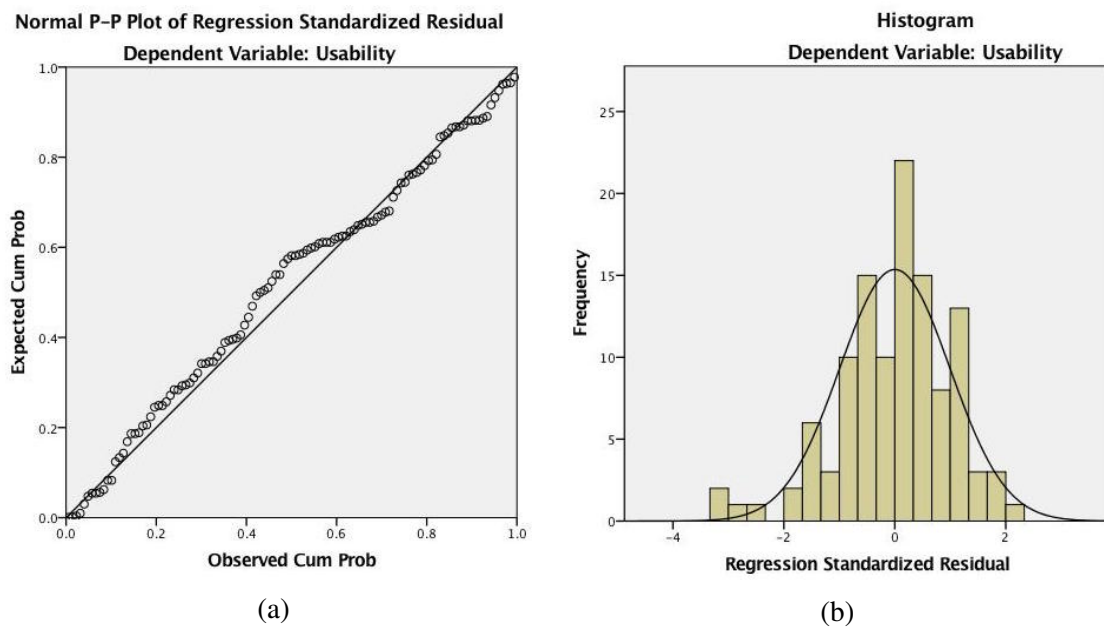 Normal P-P Plot of Regression Standardized Residual
Dependent Variable: Usability
1.0
0.8
0.6
0.4
0.2
0.0
Expected Cum Prob
0.0 0.2 0.4 0.6 0.8 1.0
Observed Cum Prob
(a)
Histogram
Dependent Variable: Usability
25
20
15
10
5
0
Frequency
-4 -2 0 2
Regression Standardized Residual
(b)